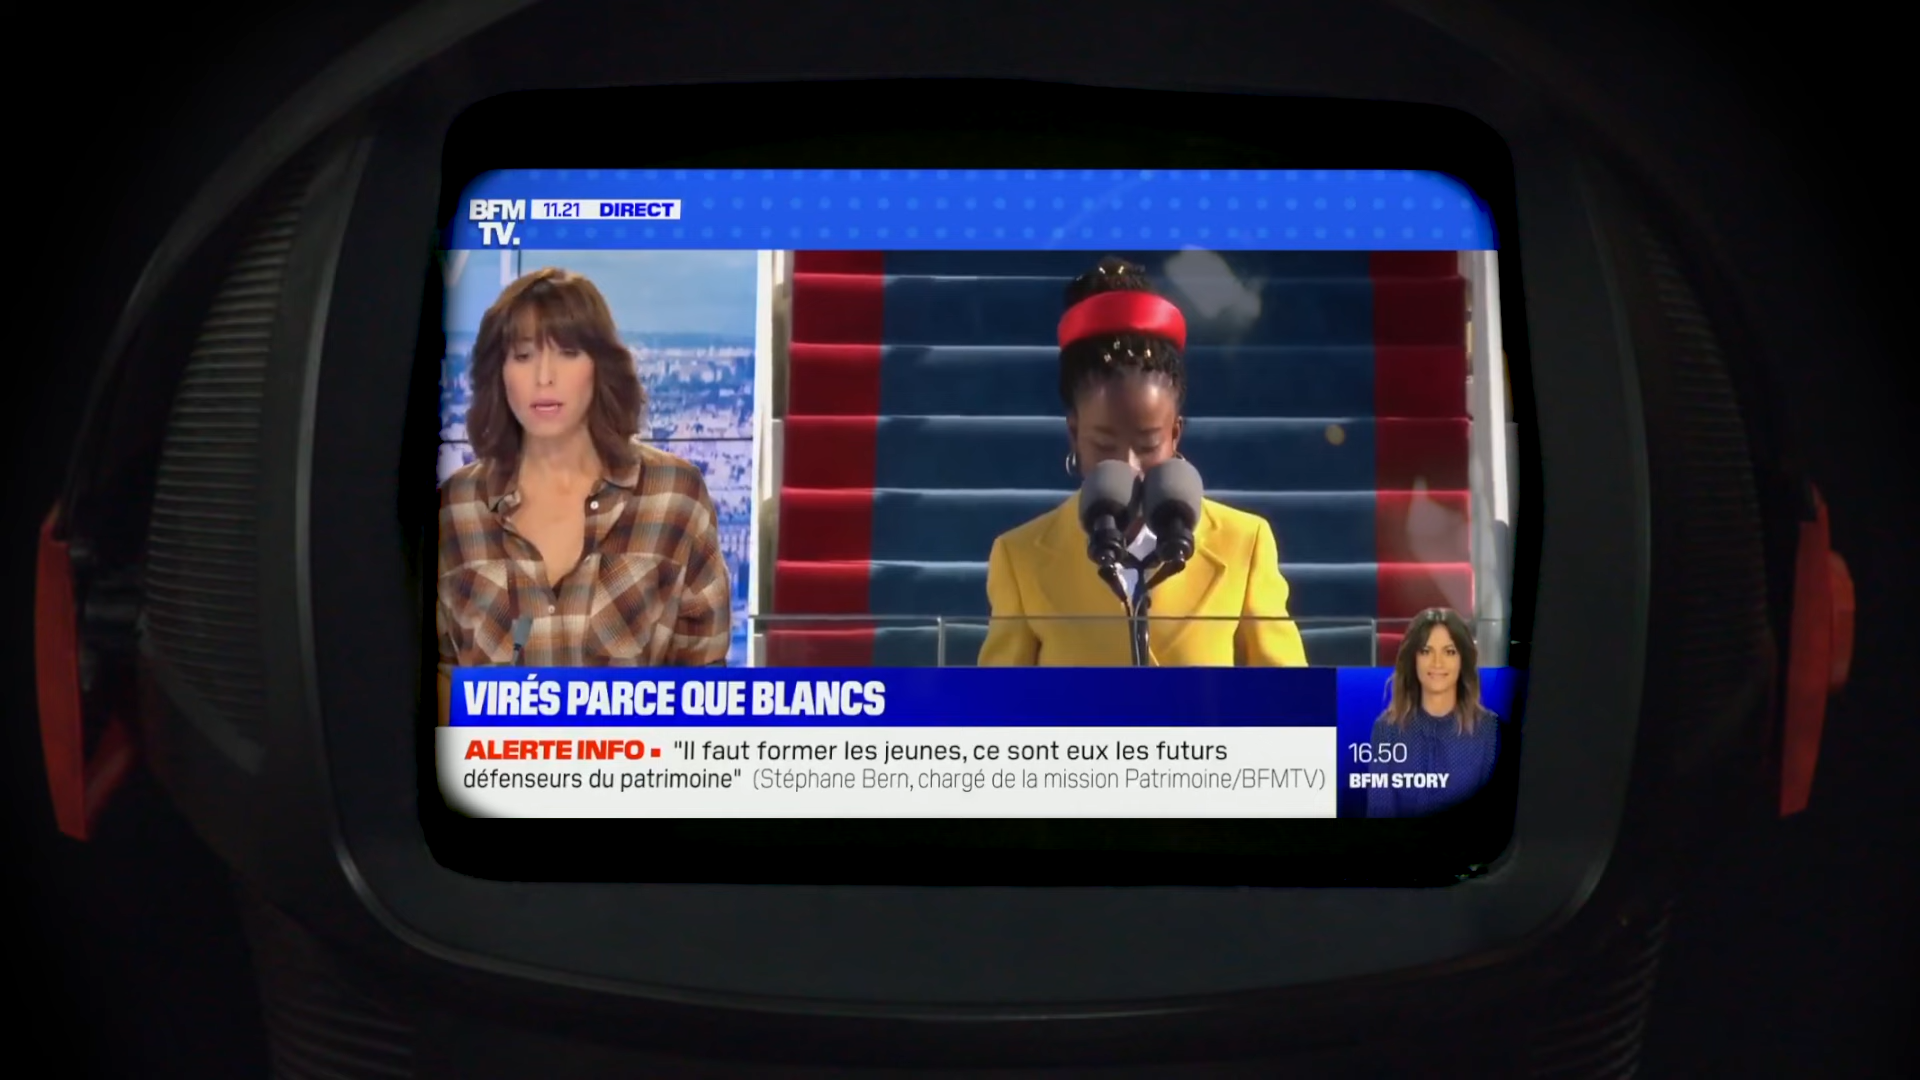 BFM 11.21 DIRECT
TV.
VIRÉS PARCE QUE BLANCS
ALERTE INFO ▪ "Il faut former les jeunes, ce sont eux les futurs
défenseurs du patrimoine" (Stéphane Bern, chargé de la mission Patrimoine/BFMTV)
16.50
BFM STORY